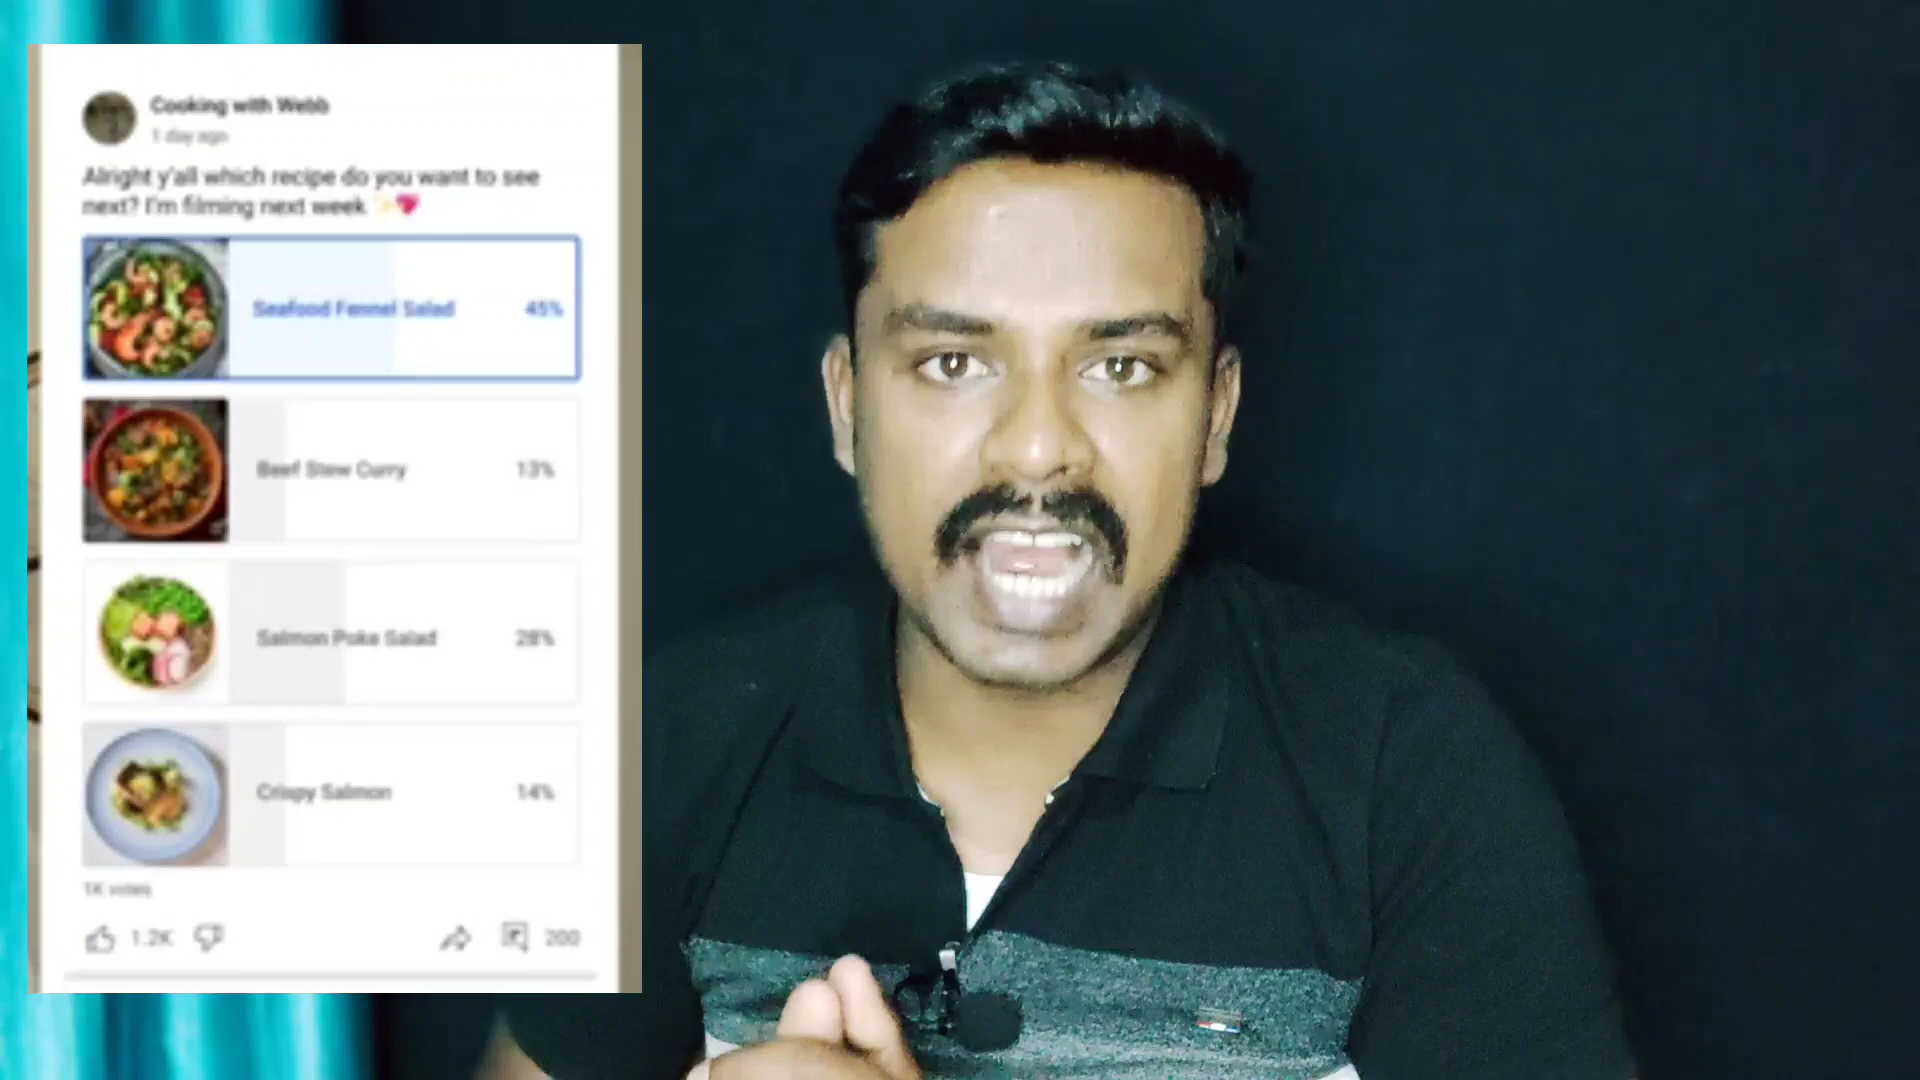 Cooking with Webb
1 day ago
Alright y'all which recipe do you want to see
next? I'm filming next week ✨💖
Seafood Fennel Salad 45%
Beef Stew Curry 13%
Salmon Poke Salad 28%
Crispy Salmon 14%
1K votes
1.2K 200